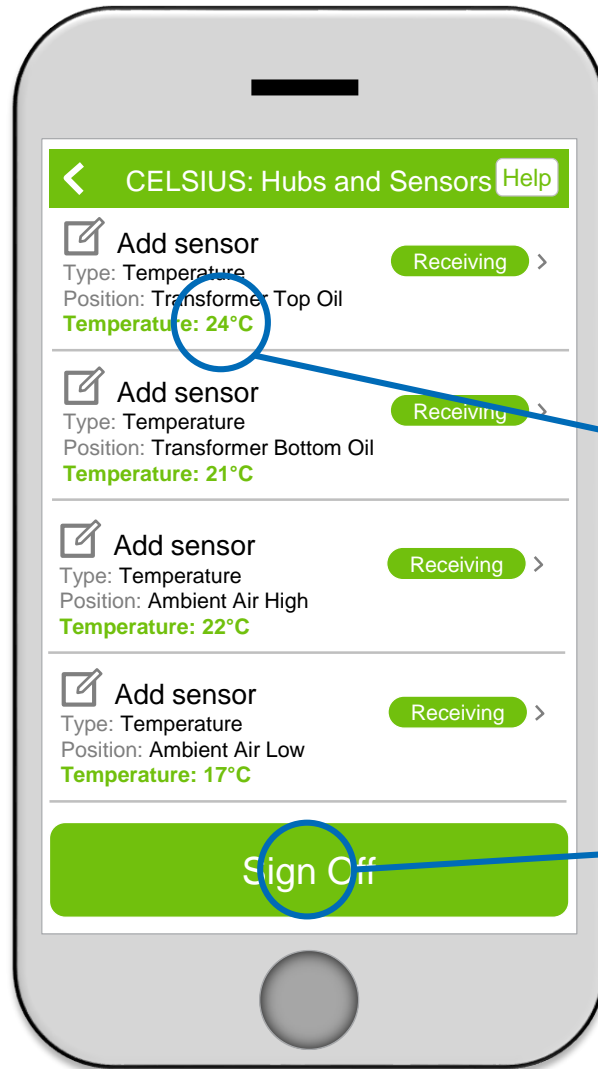 CELSIUS: Hubs and Sensors Help
Add sensor
Receiving
Type: Temperature
Position: Transformer Top Oil
Temperature: 24°C
Add sensor
Receiving
Type: Temperature
Position: Transformer Bottom Oil
Temperature: 21°C
Add sensor
Receiving
Type: Temperature
Position: Ambient Air High
Temperature: 22°C
Add sensor
Receiving
Type: Temperature
Position: Ambient Air Low
Temperature: 17°C
Sign Off